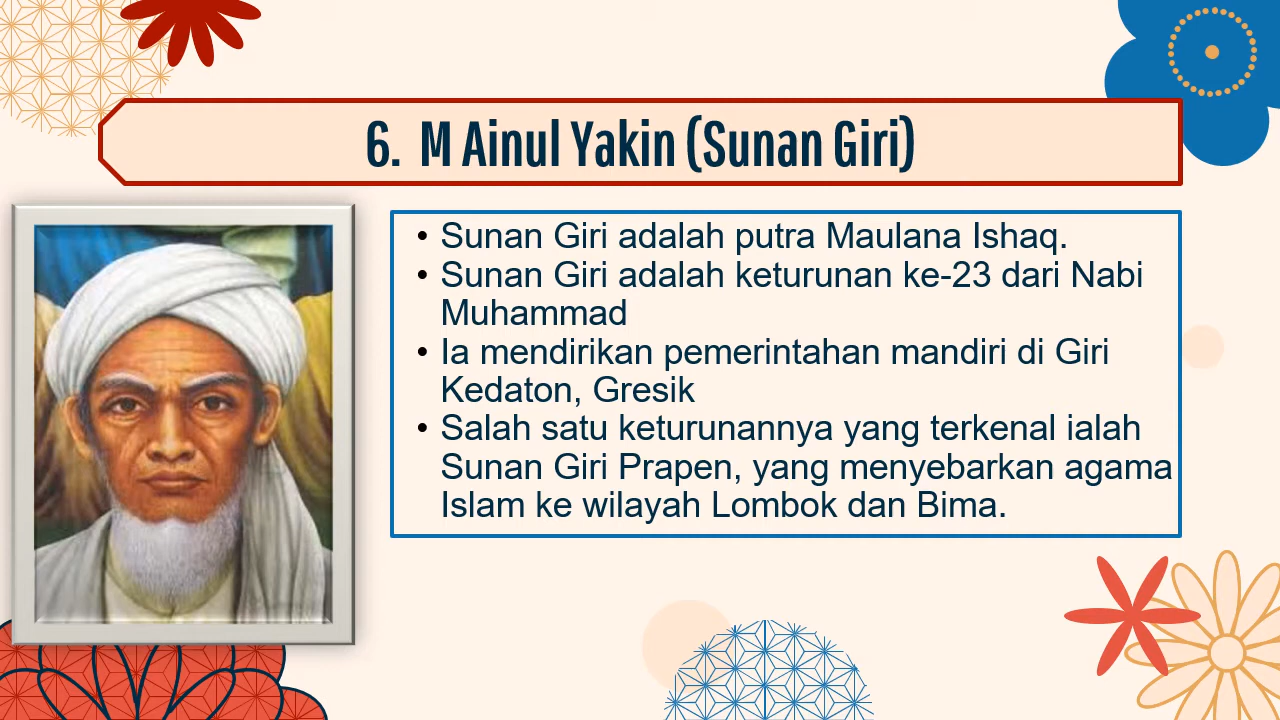 6. M Ainul Yakin (Sunan Giri)
• Sunan Giri adalah putra Maulana Ishaq.
• Sunan Giri adalah keturunan ke-23 dari Nabi
Muhammad
• Ia mendirikan pemerintahan mandiri di Giri
Kedaton, Gresik
• Salah satu keturunannya yang terkenal ialah
Sunan Giri Prapen, yang menyebarkan agama
Islam ke wilayah Lombok dan Bima.